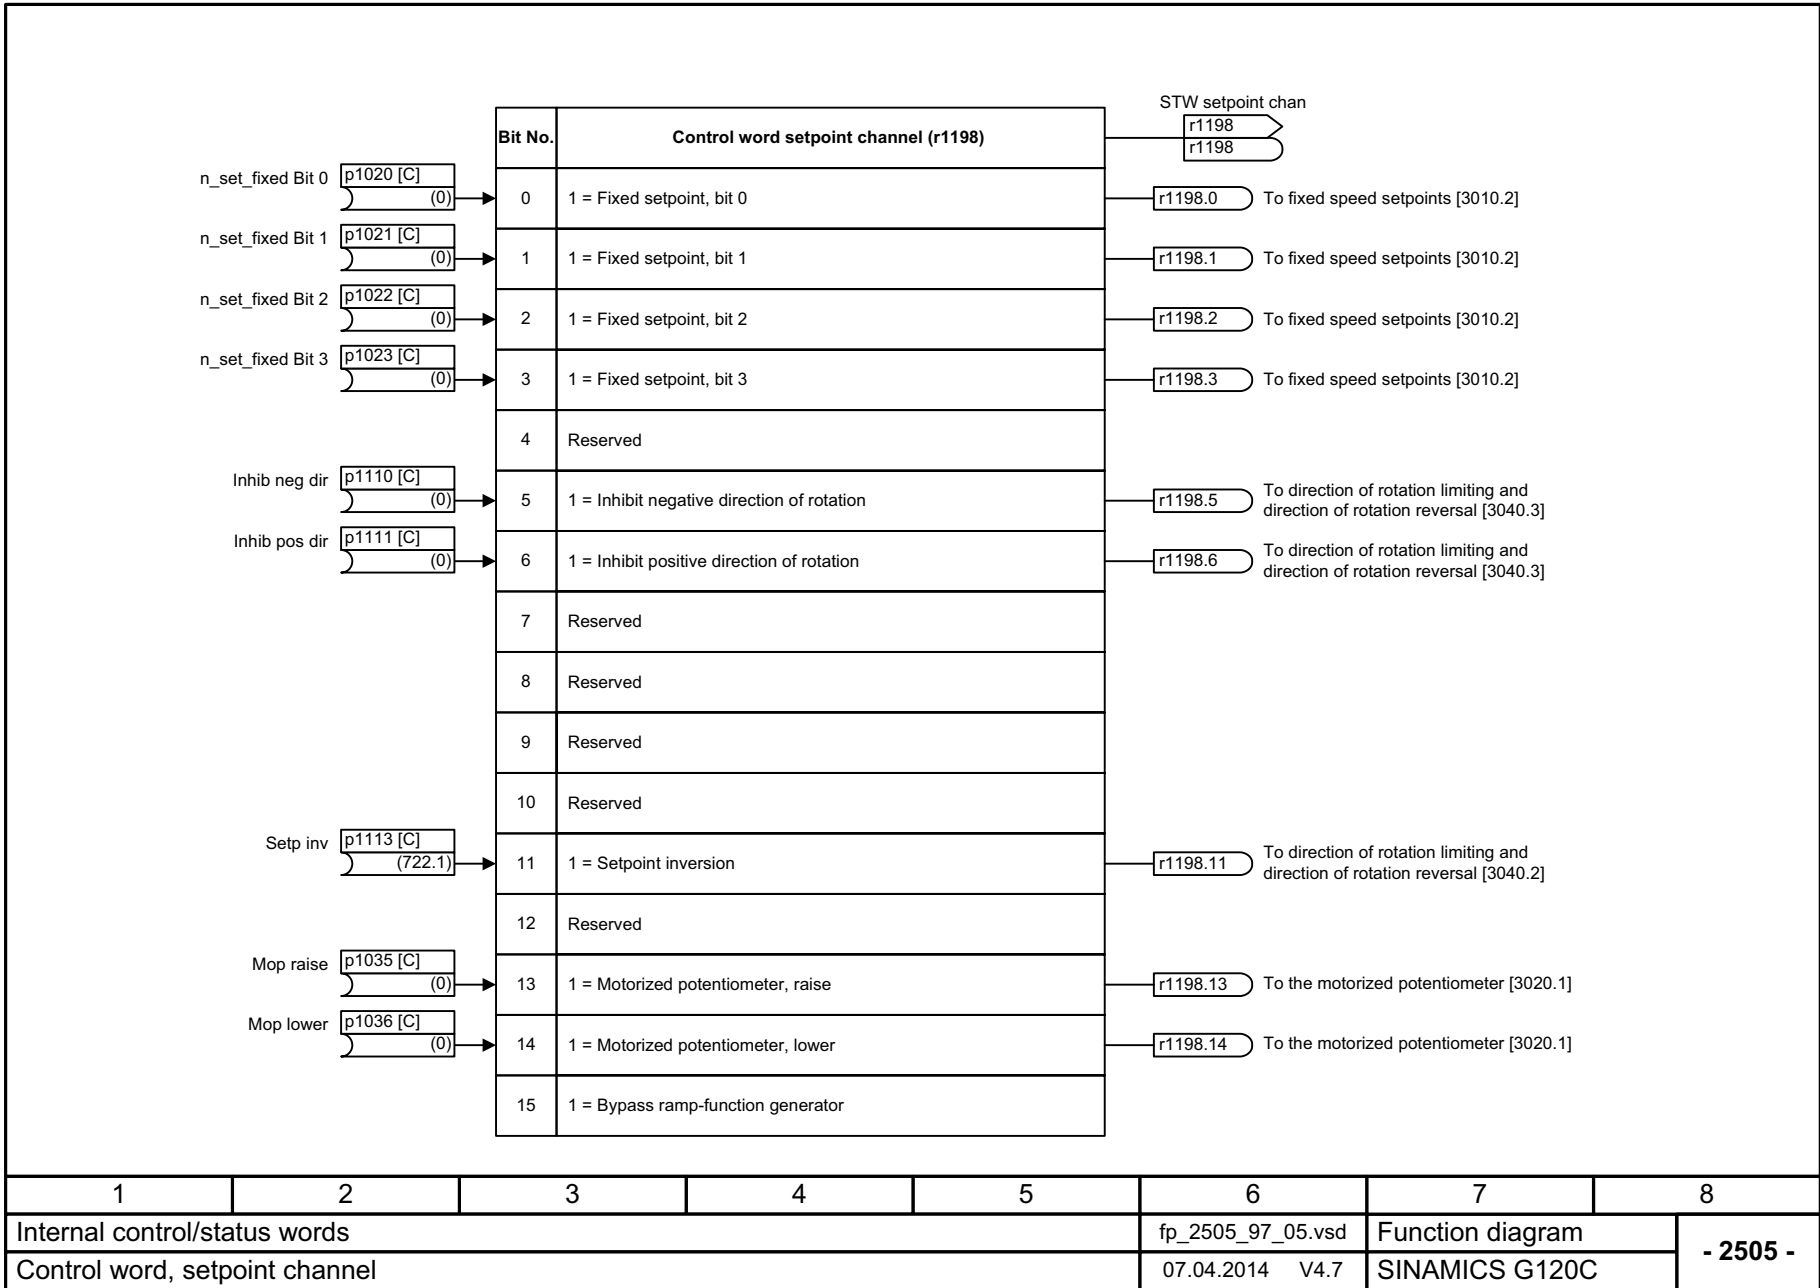 STW setpoint chan
r1198
r1198
Bit No. Control word setpoint channel (r1198)
n_set_fixed Bit 0 p1020 [C]
(0) 0 1 = Fixed setpoint, bit 0 r1198.0 To fixed speed setpoints [3010.2]
n_set_fixed Bit 1 p1021 [C]
(0) 1 1 = Fixed setpoint, bit 1 r1198.1 To fixed speed setpoints [3010.2]
n_set_fixed Bit 2 p1022 [C]
(0) 2 1 = Fixed setpoint, bit 2 r1198.2 To fixed speed setpoints [3010.2]
n_set_fixed Bit 3 p1023 [C]
(0) 3 1 = Fixed setpoint, bit 3 r1198.3 To fixed speed setpoints [3010.2]
4 Reserved
Inhib neg dir p1110 [C]
(0) 5 1 = Inhibit negative direction of rotation r1198.5 To direction of rotation limiting and
direction of rotation reversal [3040.3]
Inhib pos dir p1111 [C]
(0) 6 1 = Inhibit positive direction of rotation r1198.6 To direction of rotation limiting and
direction of rotation reversal [3040.3]
7 Reserved
8 Reserved
9 Reserved
10 Reserved
Setp inv p1113 [C]
(722.1) 11 1 = Setpoint inversion r1198.11 To direction of rotation limiting and
direction of rotation reversal [3040.2]
12 Reserved
Mop raise p1035 [C]
(0) 13 1 = Motorized potentiometer, raise r1198.13 To the motorized potentiometer [3020.1]
Mop lower p1036 [C]
(0) 14 1 = Motorized potentiometer, lower r1198.14 To the motorized potentiometer [3020.1]
15 1 = Bypass ramp-function generator
1 2 3 4 5 6 7 8
Internal control/status words fp_2505_97_05.vsd Function diagram - 2505 -
Control word, setpoint channel 07.04.2014 V4.7 SINAMICS G120C